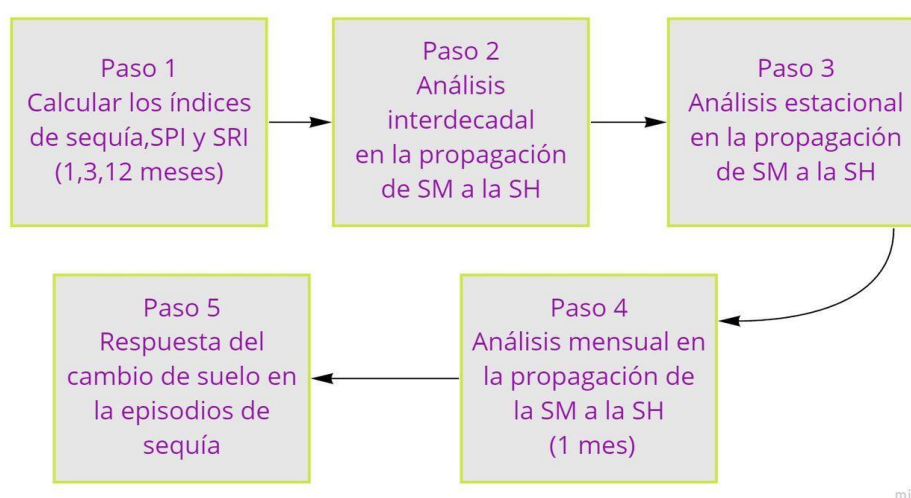 Paso 1
Calcular los índices
de sequía,SPI y SRI
(1,3,12 meses)
Paso 2
Análisis
interdecadal
en la propagación
de SM a la SH
Paso 3
Análisis estacional
en la propagación
de SM a la SH
Paso 4
Análisis mensual en
la propagación de
la SM a la SH
(1 mes)
Paso 5
Respuesta del
cambio de suelo en
la episodios de
sequía